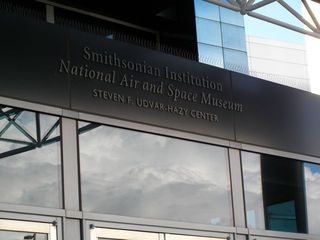 Smithsonian Institution
National Air and Space Museum
STEVEN F. UDVAR-HAZY CENTER